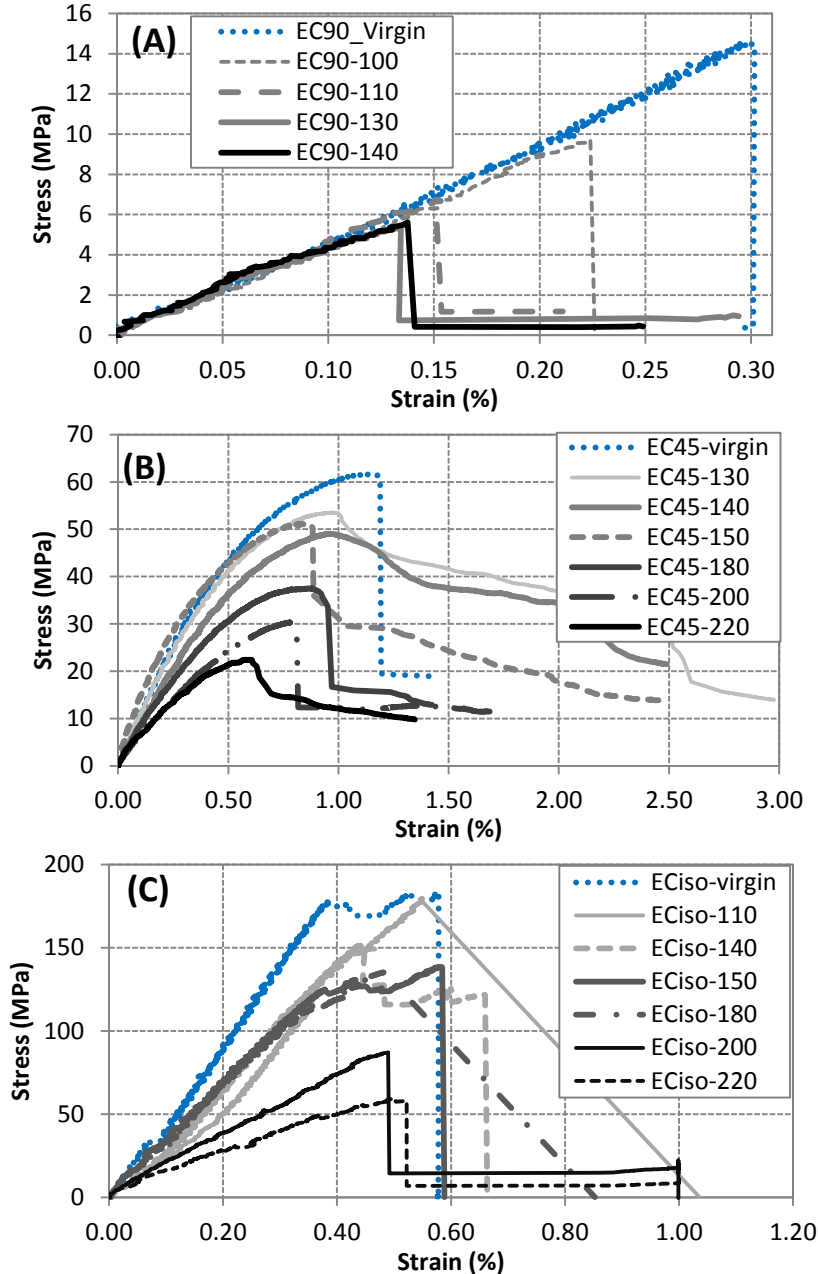 (A)
EC90_Virgin
EC90-100
EC90-110
EC90-130
EC90-140
Stress (MPa)
16
14
12
10
8
6
4
2
0
0.00 0.05 0.10 0.15 0.20 0.25 0.30
Strain (%)
(B)
EC45-virgin
EC45-130
EC45-140
EC45-150
EC45-180
EC45-200
EC45-220
Stress (MPa)
70
60
50
40
30
20
10
0
0.00 0.50 1.00 1.50 2.00 2.50 3.00
Strain (%)
(C)
ECiso-virgin
ECiso-110
ECiso-140
ECiso-150
ECiso-180
ECiso-200
ECiso-220
Stress (MPa)
200
150
100
50
0
0.00 0.20 0.40 0.60 0.80 1.00 1.20
Strain (%)